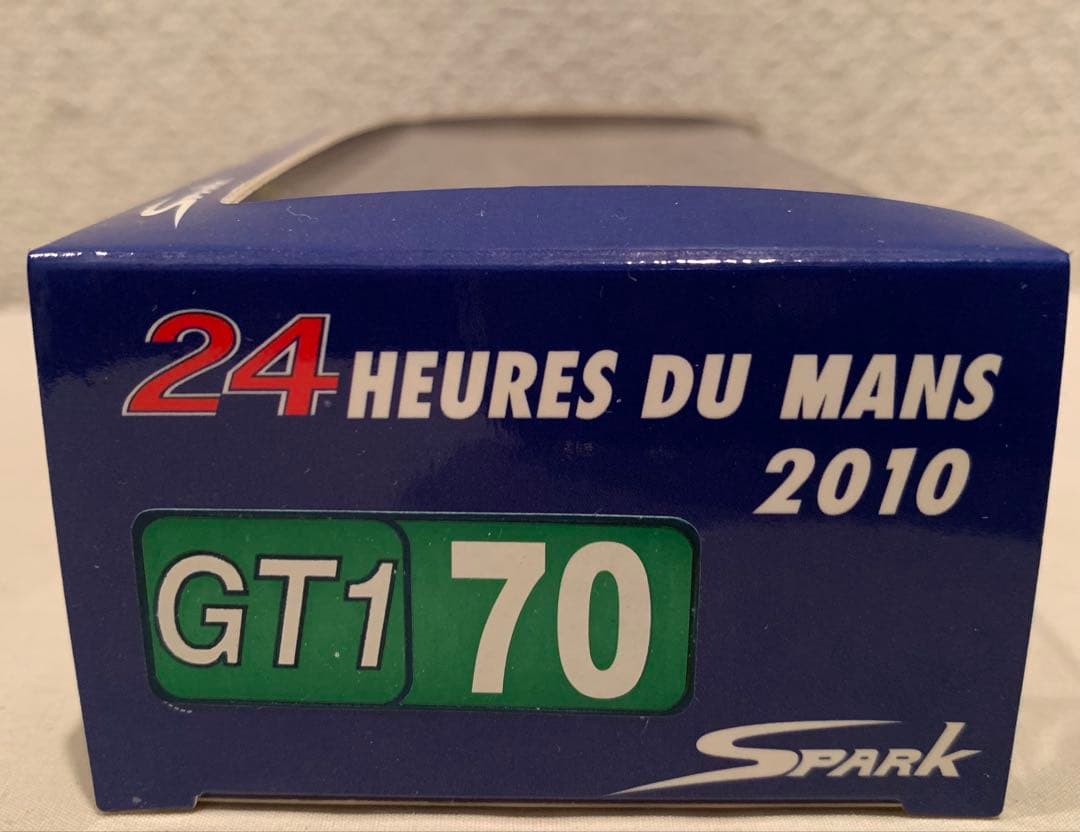 24 HEURES DU MANS
2010
GT1 70
SPARK